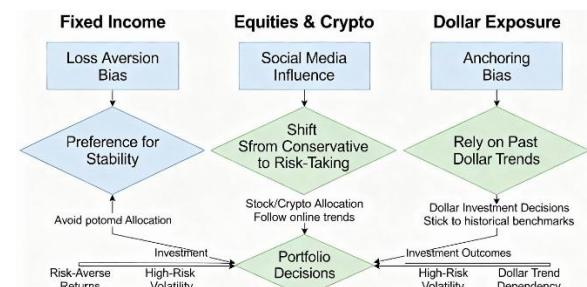 Fixed Income
Equities & Crypto
Dollar Exposure
Loss Aversion
Bias
Social Media
Influence
Anchoring
Bias
Preference for
Stability
Shift
Sfrom Conservative
to Risk-Taking
Rely on Past
Dollar Trends
Avoid potomd Allocation
Stock/Crypto Allocation
Follow online trends
Dollar Investment Decisions
Stick to historical benchmarks
Investment
Portfolio
Decisions
Investment Outcomes
Risk-Averse
Returns
High-Risk
Volatility
High-Risk
Volatility
Dollar Trend
Dependency